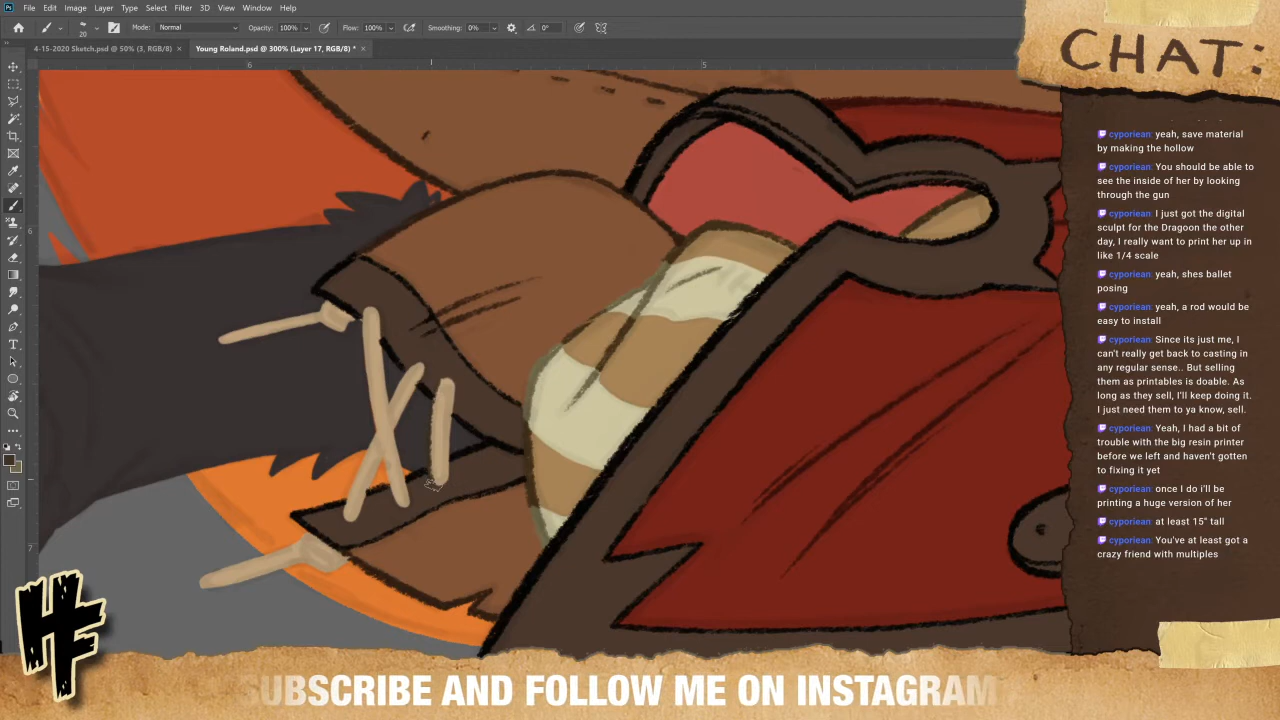 File Edit Image Layer Type Select Filter 3D View Window Help
20 Mode: Normal Opacity: 100% Flow: 100% Smoothing: 0% 0°
4-15-2020 Sketch.psd @ 50% (3, RGB/8) × Young Roland.psd @ 300% (Layer 17, RGB/8) * ×
6 5
6
7
CHAT:
cyporiean: yeah, save material
by making the hollow
cyporiean: You should be able to
see the inside of her by looking
through the gun
cyporiean: I just got the digital
sculpt for the Dragoon the other
day, I really want to print her up in
like 1/4 scale
cyporiean: yeah, shes ballet
posing
cyporiean: yeah, a rod would be
easy to install
cyporiean: Since its just me, I
can't really get back to casting in
any regular sense.. But selling
them as printables is doable. As
long as they sell, I'll keep doing it.
I just need them to ya know, sell.
cyporiean: Yeah, I had a bit of
trouble with the big resin printer
before we left and haven't gotten
to fixing it yet
cyporiean: once I do i'll be
printing a huge version of her
cyporiean: at least 15" tall
cyporiean: You've at least got a
crazy friend with multiples
HF
SUBSCRIBE AND FOLLOW ME ON INSTAGRAM